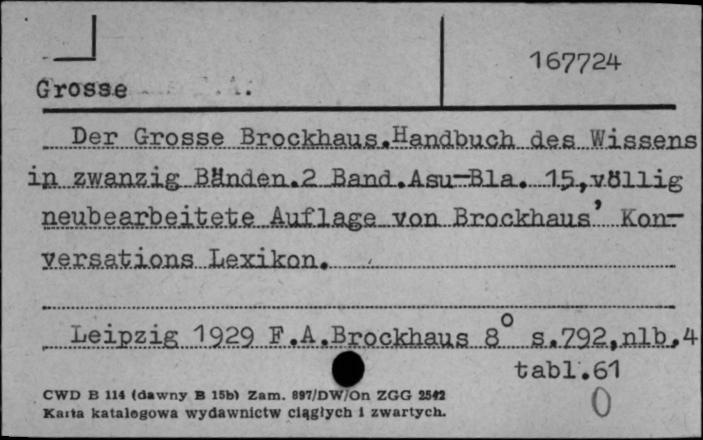 167724
Grosse
Der Grosse Brockhaus.Handbuch des Wissens
in zwanzig Bänden.2 Band.Asu-Bla. 15,völlig
neubearbeitete Auflage von Brockhaus' Kon-
versations Lexikon.
Leipzig 1929 F.A.Brockhaus 8° s.792,nlb,4
tabl.61
CWD B 114 (dawny B 15b) Zam. 897/DW/On ZGG 2542
Karta katalogowa wydawnictw ciągłych i zwartych.
0